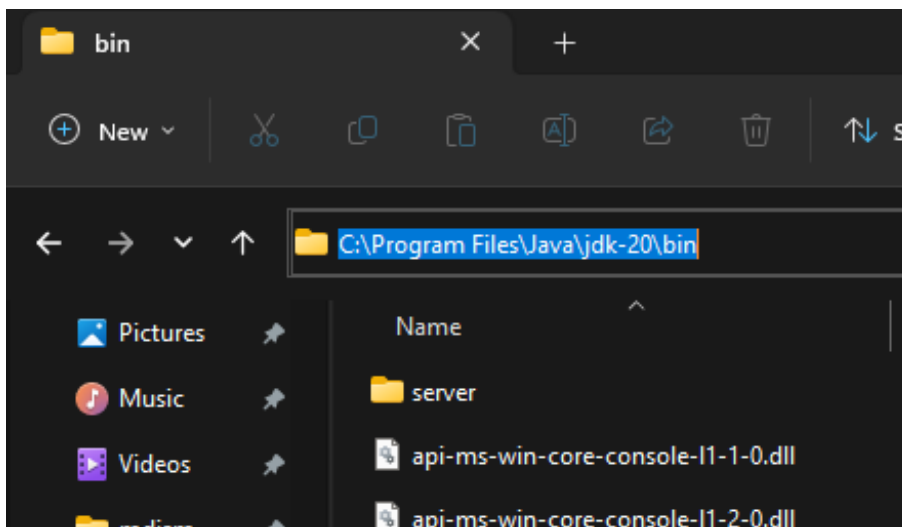 bin
New
C:\Program Files\Java\jdk-20\bin
Name
Pictures
Music
Videos
server
api-ms-win-core-console-l1-1-0.dll
api-ms-win-core-console-l1-2-0.dll